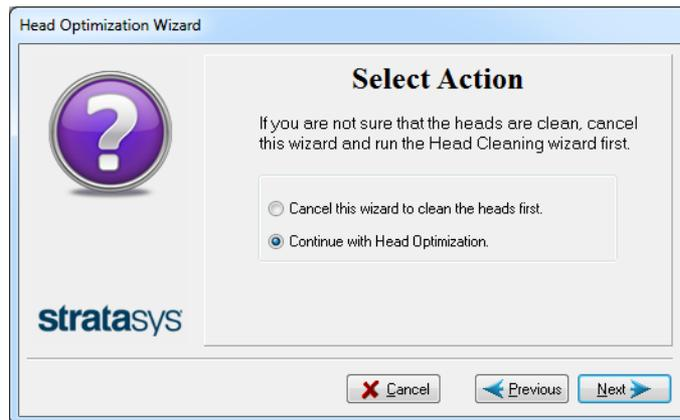 Head Optimization Wizard
Select Action
If you are not sure that the heads are clean, cancel
this wizard and run the Head Cleaning wizard first.
Cancel this wizard to clean the heads first.
Continue with Head Optimization.
stratasys
Cancel
Previous
Next